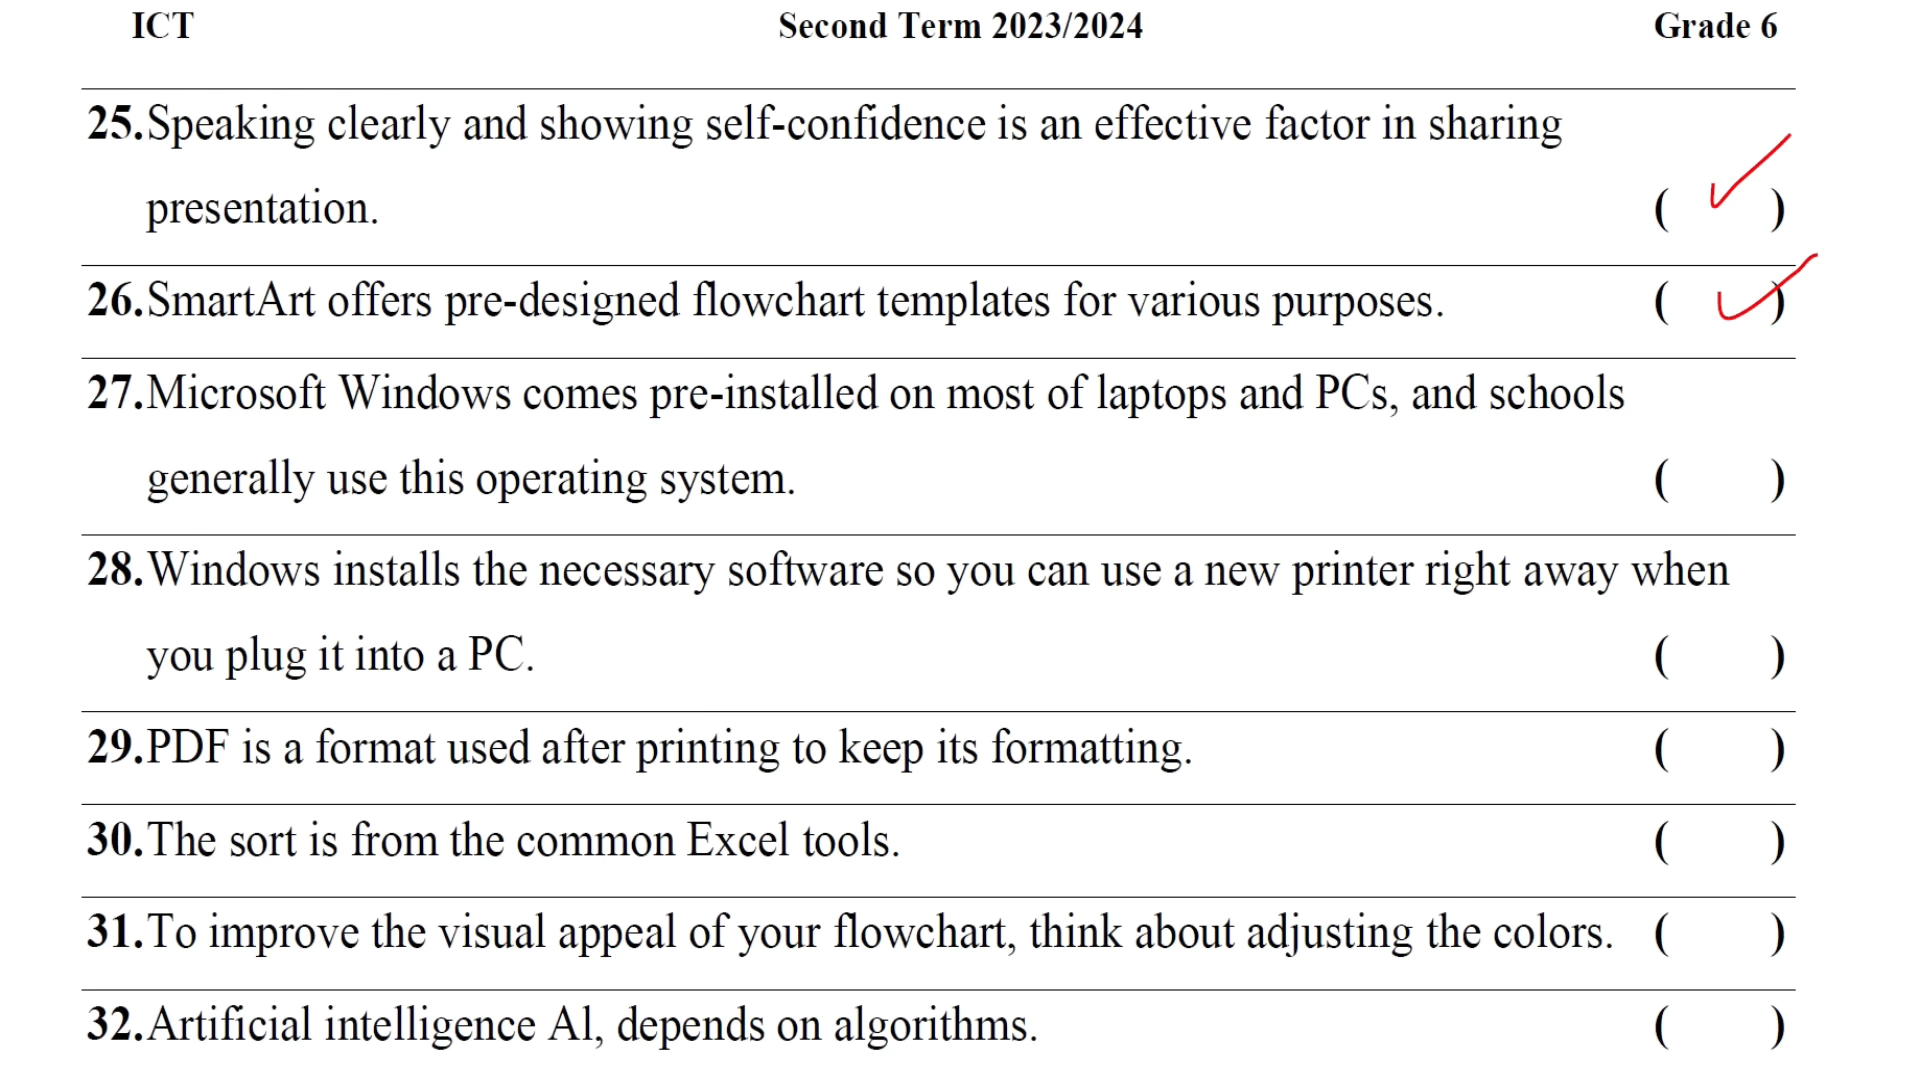 ICT Second Term 2023/2024 Grade 6
25.Speaking clearly and showing self-confidence is an effective factor in sharing
presentation. ( ✓ )
26.SmartArt offers pre-designed flowchart templates for various purposes. ( ✓ )
27.Microsoft Windows comes pre-installed on most of laptops and PCs, and schools
generally use this operating system. ( )
28.Windows installs the necessary software so you can use a new printer right away when
you plug it into a PC. ( )
29.PDF is a format used after printing to keep its formatting. ( )
30.The sort is from the common Excel tools. ( )
31.To improve the visual appeal of your flowchart, think about adjusting the colors. ( )
32.Artificial intelligence Al, depends on algorithms. ( )